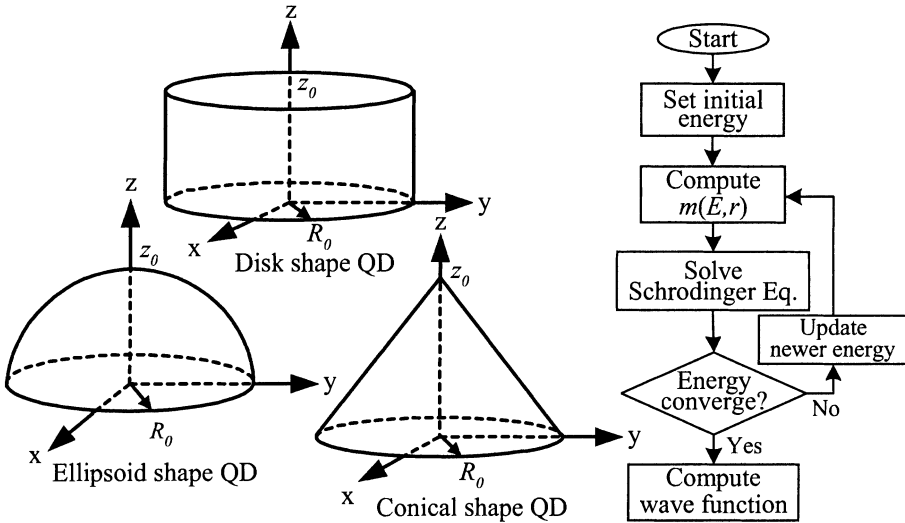 z
z₀
y
x
R₀
Disk shape QD
z
z₀
y
x
R₀
Ellipsoid shape QD
z
z₀
y
x
R₀
Conical shape QD
Start
Set initial
energy
Compute
m(E,r)
Solve
Schrodinger Eq.
Update
newer energy
Energy
converge?
No
Yes
Compute
wave function